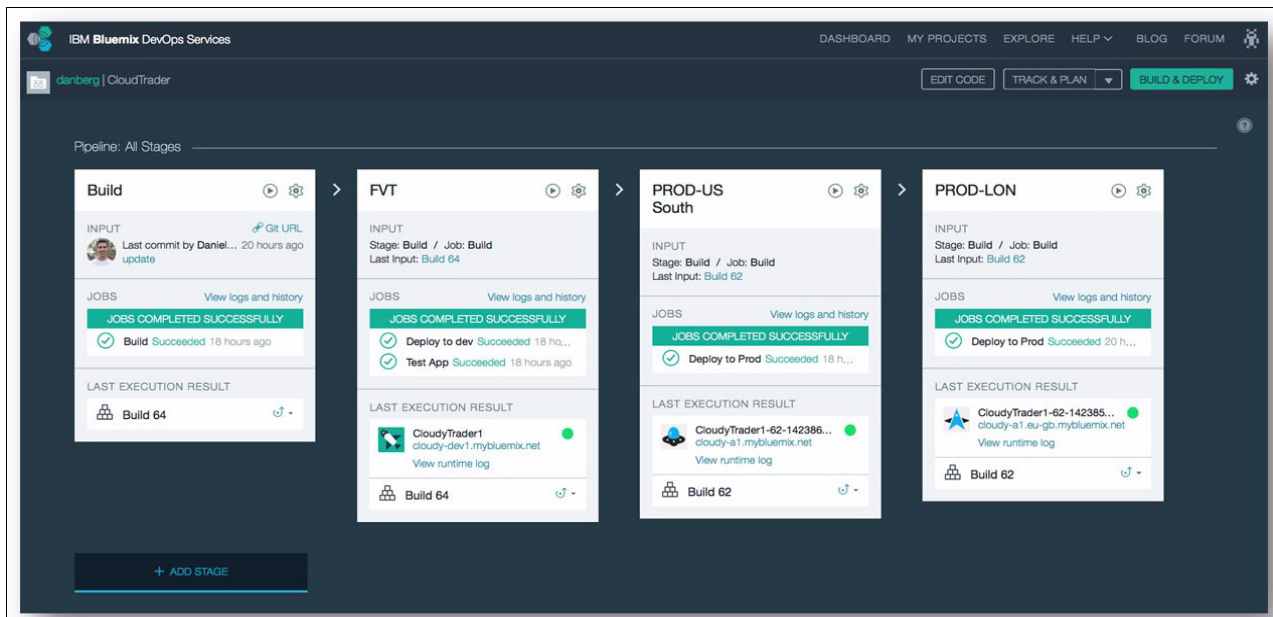 IBM Bluemix DevOps Services
DASHBOARD MY PROJECTS EXPLORE HELP BLOG FORUM
danberg | CloudTrader
EDIT CODE TRACK & PLAN BUILD & DEPLOY
Pipeline: All Stages
Build
INPUT Git URL
Last commit by Daniel... 20 hours ago
update
JOBS View logs and history
JOBS COMPLETED SUCCESSFULLY
Build Succeeded 18 hours ago
LAST EXECUTION RESULT
Build 64
FVT
INPUT
Stage: Build / Job: Build
Last Input: Build 64
JOBS View logs and history
JOBS COMPLETED SUCCESSFULLY
Deploy to dev Succeeded 18 ho...
Test App Succeeded 18 hours ago
LAST EXECUTION RESULT
CloudyTrader1
cloudy-dev1.mybluemix.net
View runtime log
Build 64
PROD-US
South
INPUT
Stage: Build / Job: Build
Last Input: Build 62
JOBS View logs and history
JOBS COMPLETED SUCCESSFULLY
Deploy to Prod Succeeded 18 h...
LAST EXECUTION RESULT
CloudyTrader1-62-142386...
cloudy-a1.mybluemix.net
View runtime log
Build 62
PROD-LON
INPUT
Stage: Build / Job: Build
Last Input: Build 62
JOBS View logs and history
JOBS COMPLETED SUCCESSFULLY
Deploy to Prod Succeeded 20 h...
LAST EXECUTION RESULT
CloudyTrader1-62-142385...
cloudy-a1.eu-gb.mybluemix.net
View runtime log
Build 62
+ ADD STAGE